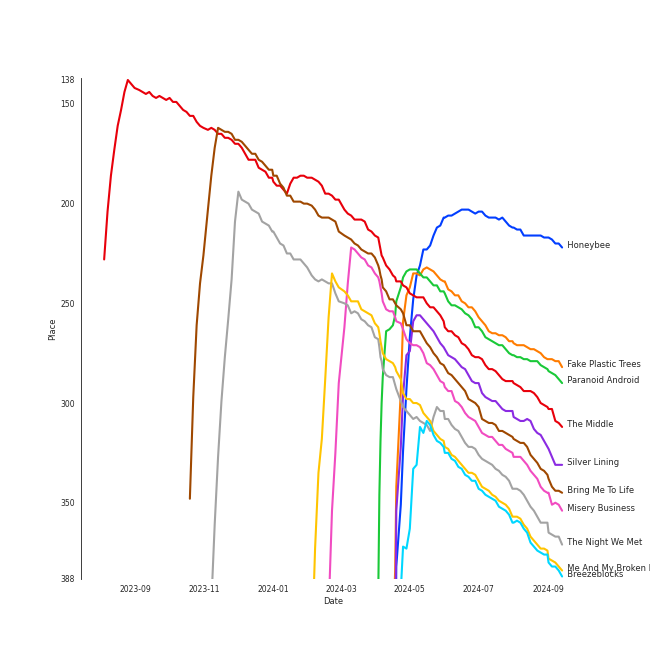 138
150
200
250
300
350
388
Place
2023-09
2023-11
2024-01
2024-03
2024-05
2024-07
2024-09
Date
Honeybee
Fake Plastic Trees
Paranoid Android
The Middle
Silver Lining
Bring Me To Life
Misery Business
The Night We Met
Me And My Broken
Breezeblocks